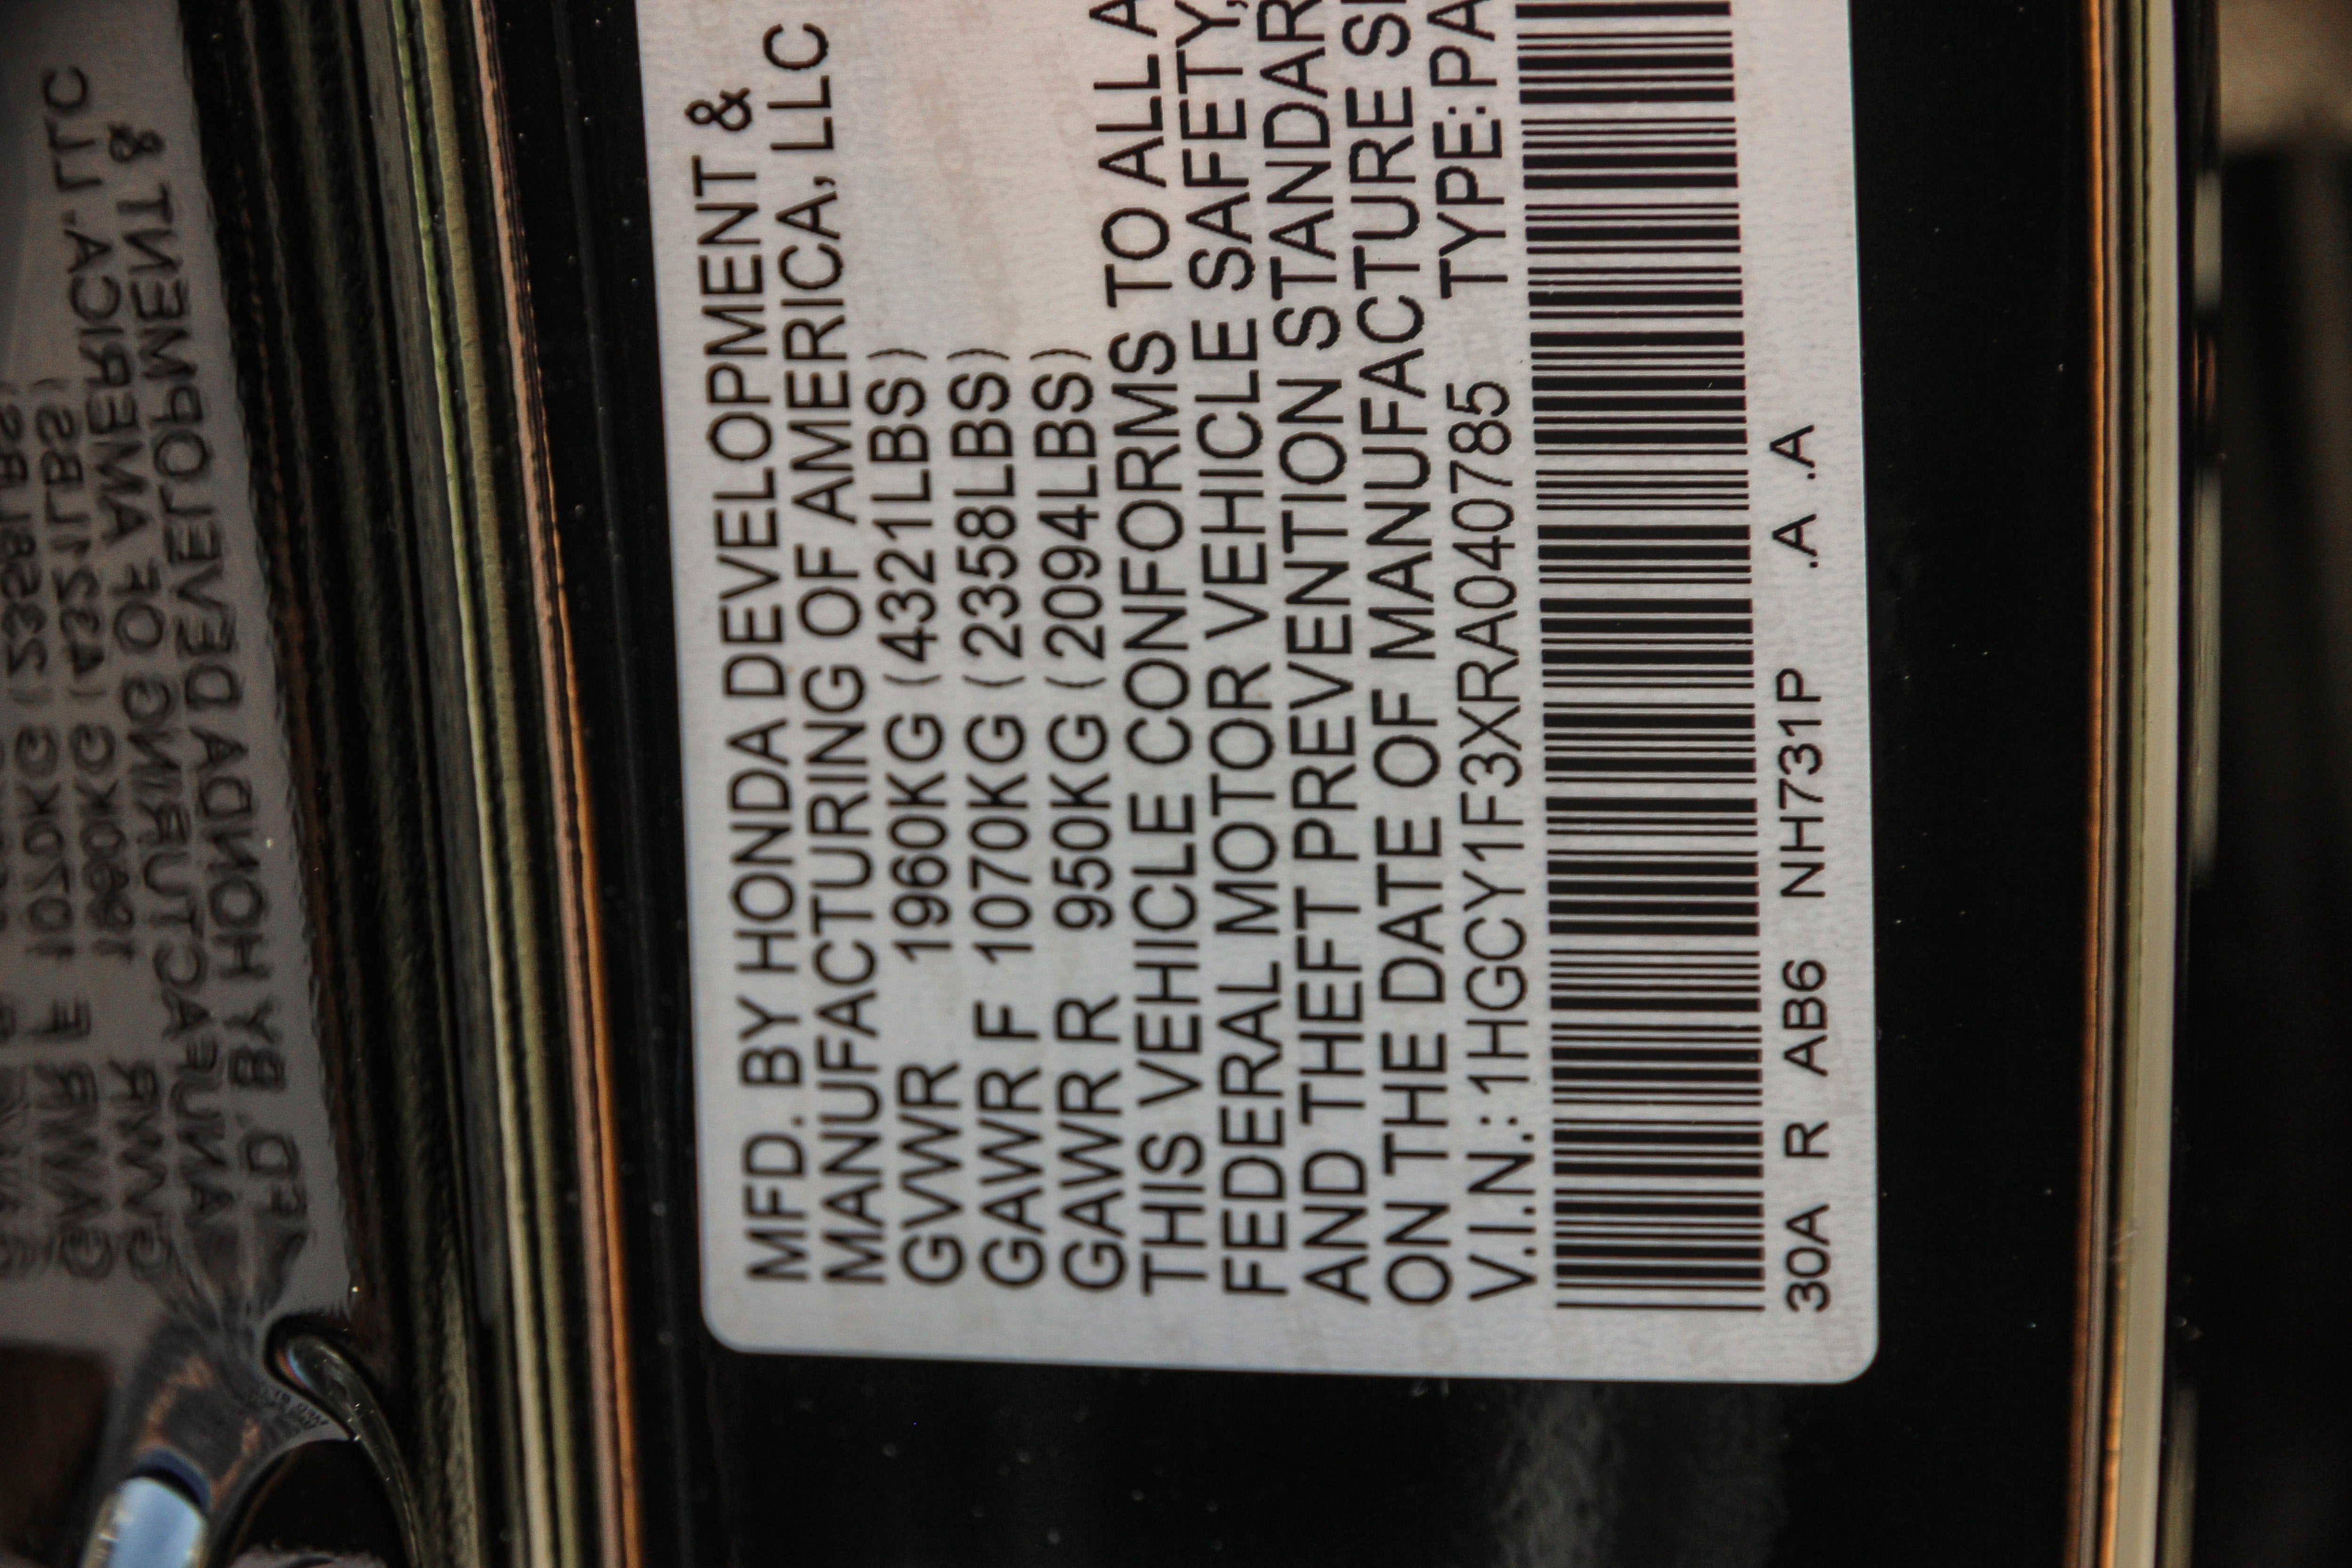 MFD. BY HONDA DEVELOPMENT &
MANUFACTURING OF AMERICA, LLC
GVWR 1960KG (4321LBS)
GAWR F 1070KG (2358LBS)
GAWR R 950KG (2094LBS)
THIS VEHICLE CONFORMS TO ALL A
FEDERAL MOTOR VEHICLE SAFETY,
AND THEFT PREVENTION STANDAR
ON THE DATE OF MANUFACTURE S
V.I.N.: 1HGCY1F3XRA040785 TYPE:PA
30A R AB6 NH731P .A .A